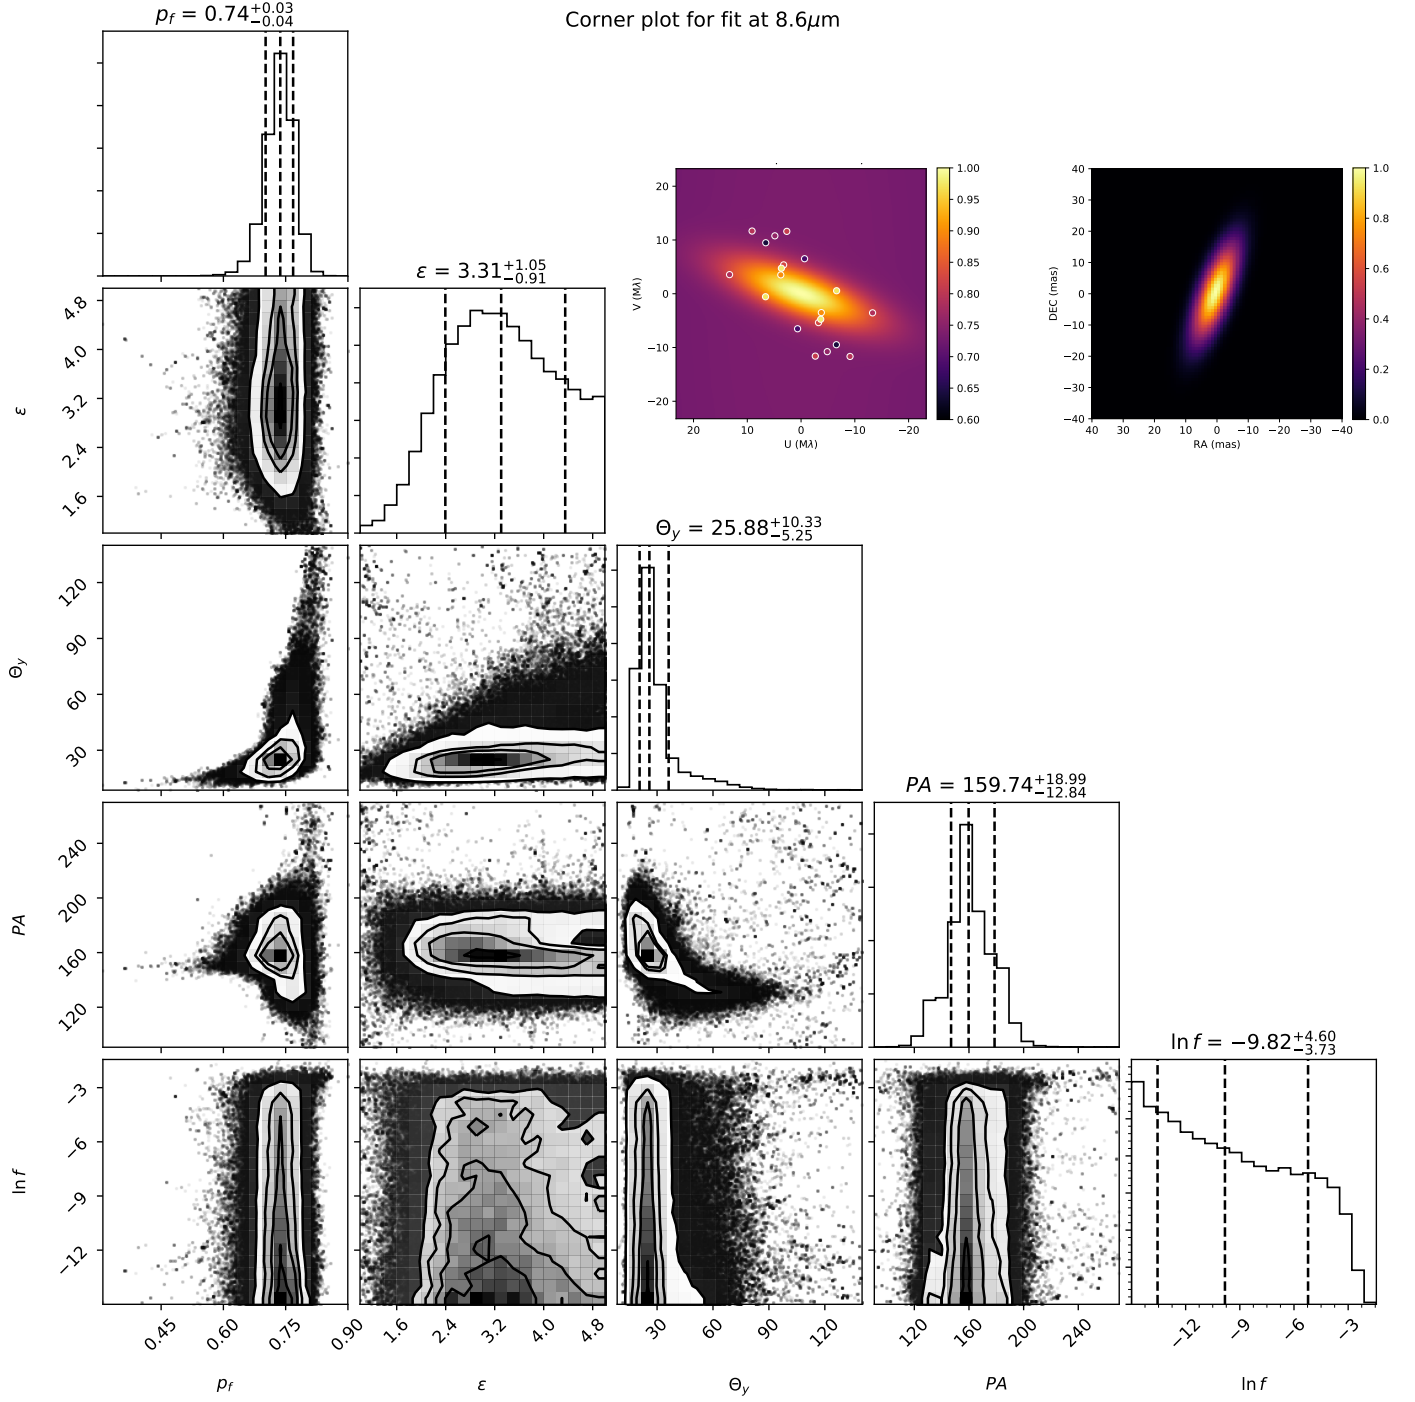 Corner plot for fit at 8.6μm
p_f = 0.74^{+0.03}_{-0.04}
ε = 3.31^{+1.05}_{-0.91}
Θ_y = 25.88^{+10.33}_{-5.25}
PA = 159.74^{+18.99}_{-12.84}
ln f = −9.82^{+4.60}_{-3.73}
20
10
0
−10
−20
V (Mλ)
20 10 0 −10 −20
U (Mλ)
1.00
0.95
0.90
0.85
0.80
0.75
0.70
0.65
0.60
40
30
20
10
0
−10
−20
−30
−40
DEC (mas)
40 30 20 10 0 −10 −20 −30 −40
RA (mas)
1.0
0.8
0.6
0.4
0.2
0.0
4.8
4.0
3.2
2.4
1.6
ε
120
90
60
30
Θ_y
240
200
160
120
PA
−3
−6
−9
−12
ln f
0.45 0.60 0.75 0.90
p_f
1.6 2.4 3.2 4.0 4.8
ε
30 60 90 120
Θ_y
120 160 200 240
PA
−12 −9 −6 −3
ln f